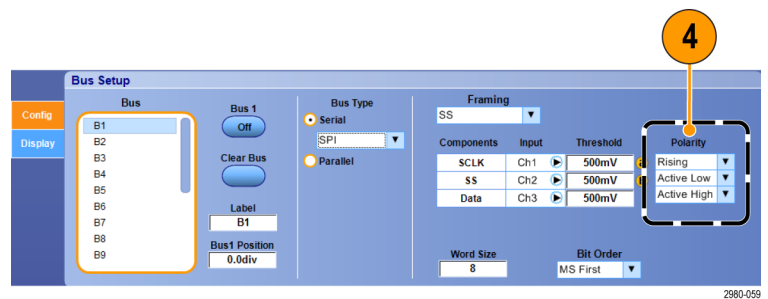 4
Bus Setup
Config
Display
Bus
B1
B2
B3
B4
B5
B6
B7
B8
B9
Bus 1
Off
Clear Bus
Label
B1
Bus1 Position
0.0div
Bus Type
Serial
SPI
Parallel
Framing
SS
Components Input Threshold Polarity
SCLK Ch1 500mV Rising
SS Ch2 500mV Active Low
Data Ch3 500mV Active High
Word Size
8
Bit Order
MS First
2980-059